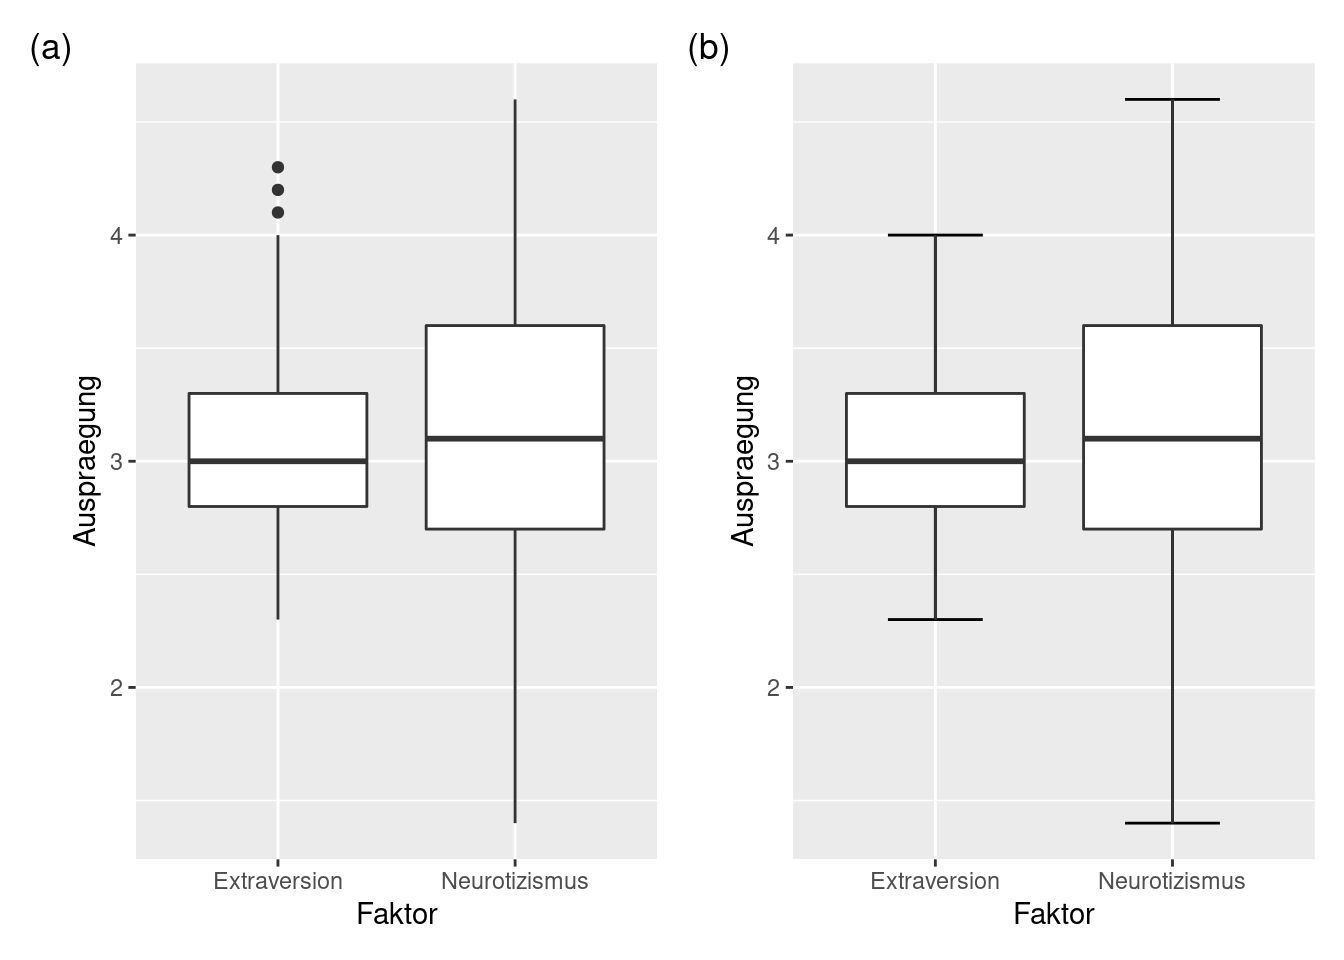 (a)
Auspraegung
4
3
2
Extraversion
Neurotizismus
Faktor
(b)
Auspraegung
4
3
2
Extraversion
Neurotizismus
Faktor